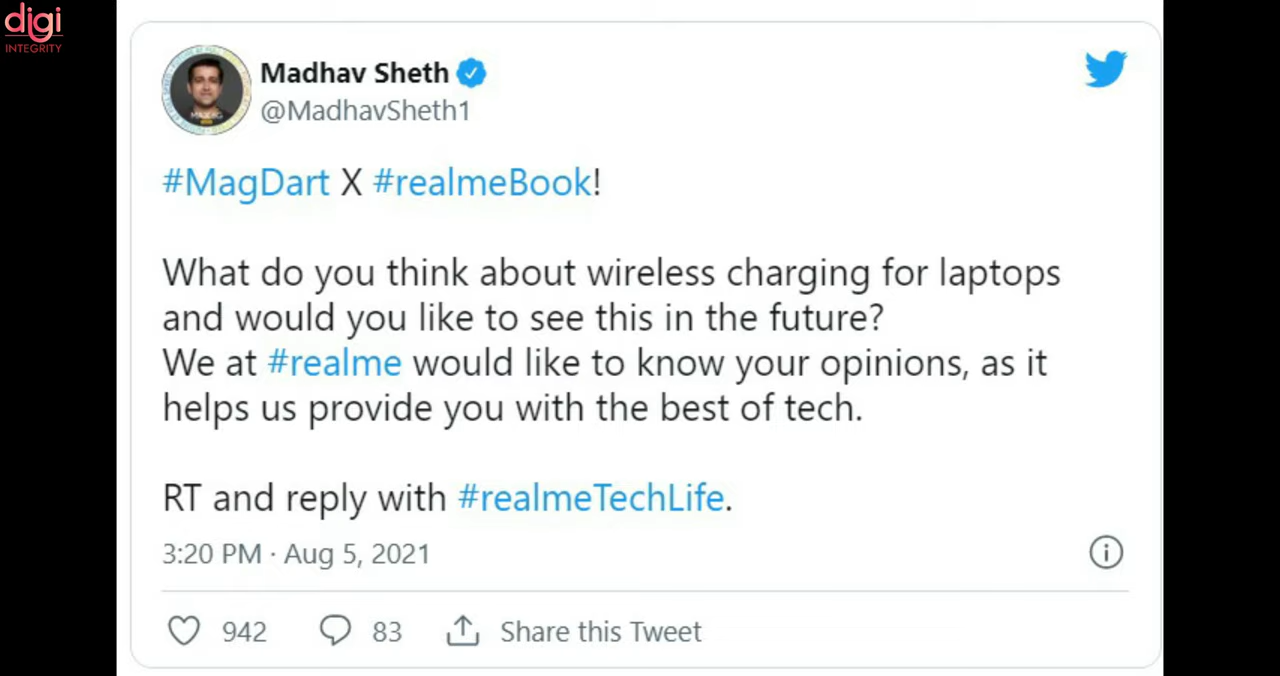 digi
INTEGRITY
Madhav Sheth
@MadhavSheth1
#MagDart X #realmeBook!
What do you think about wireless charging for laptops
and would you like to see this in the future?
We at #realme would like to know your opinions, as it
helps us provide you with the best of tech.
RT and reply with #realmeTechLife.
3:20 PM · Aug 5, 2021
942 83 Share this Tweet